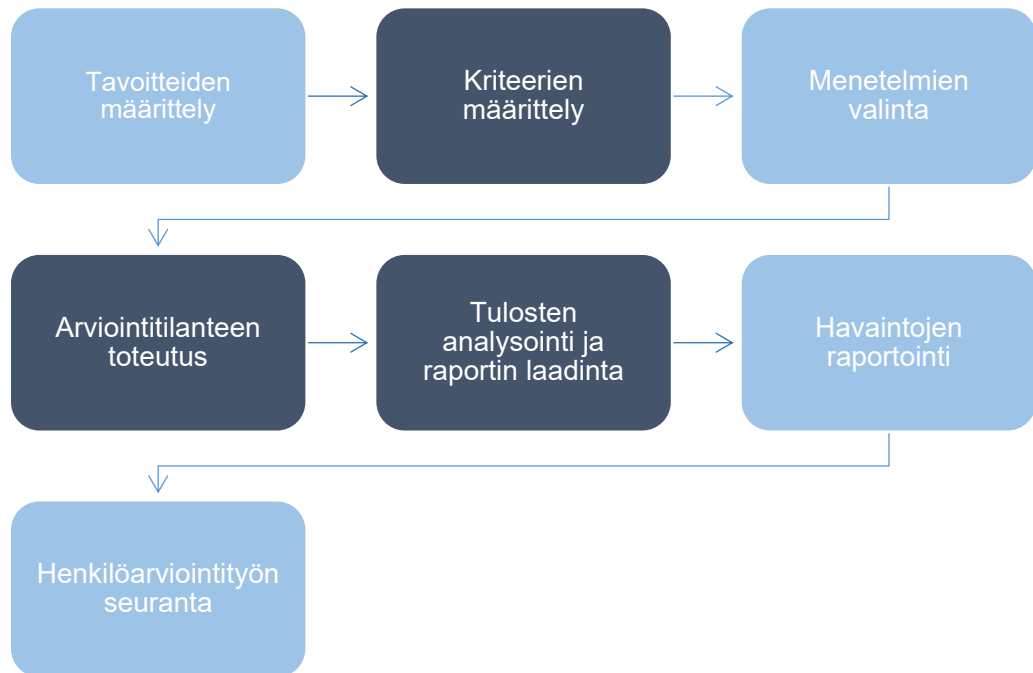 Tavoitteiden
määrittely
Kriteerien
määrittely
Menetelmien
valinta
Arviointitilanteen
toteutus
Tulosten
analysointi ja
raportin laadinta
Havaintojen
raportointi
Henkilöarviointityön
seuranta